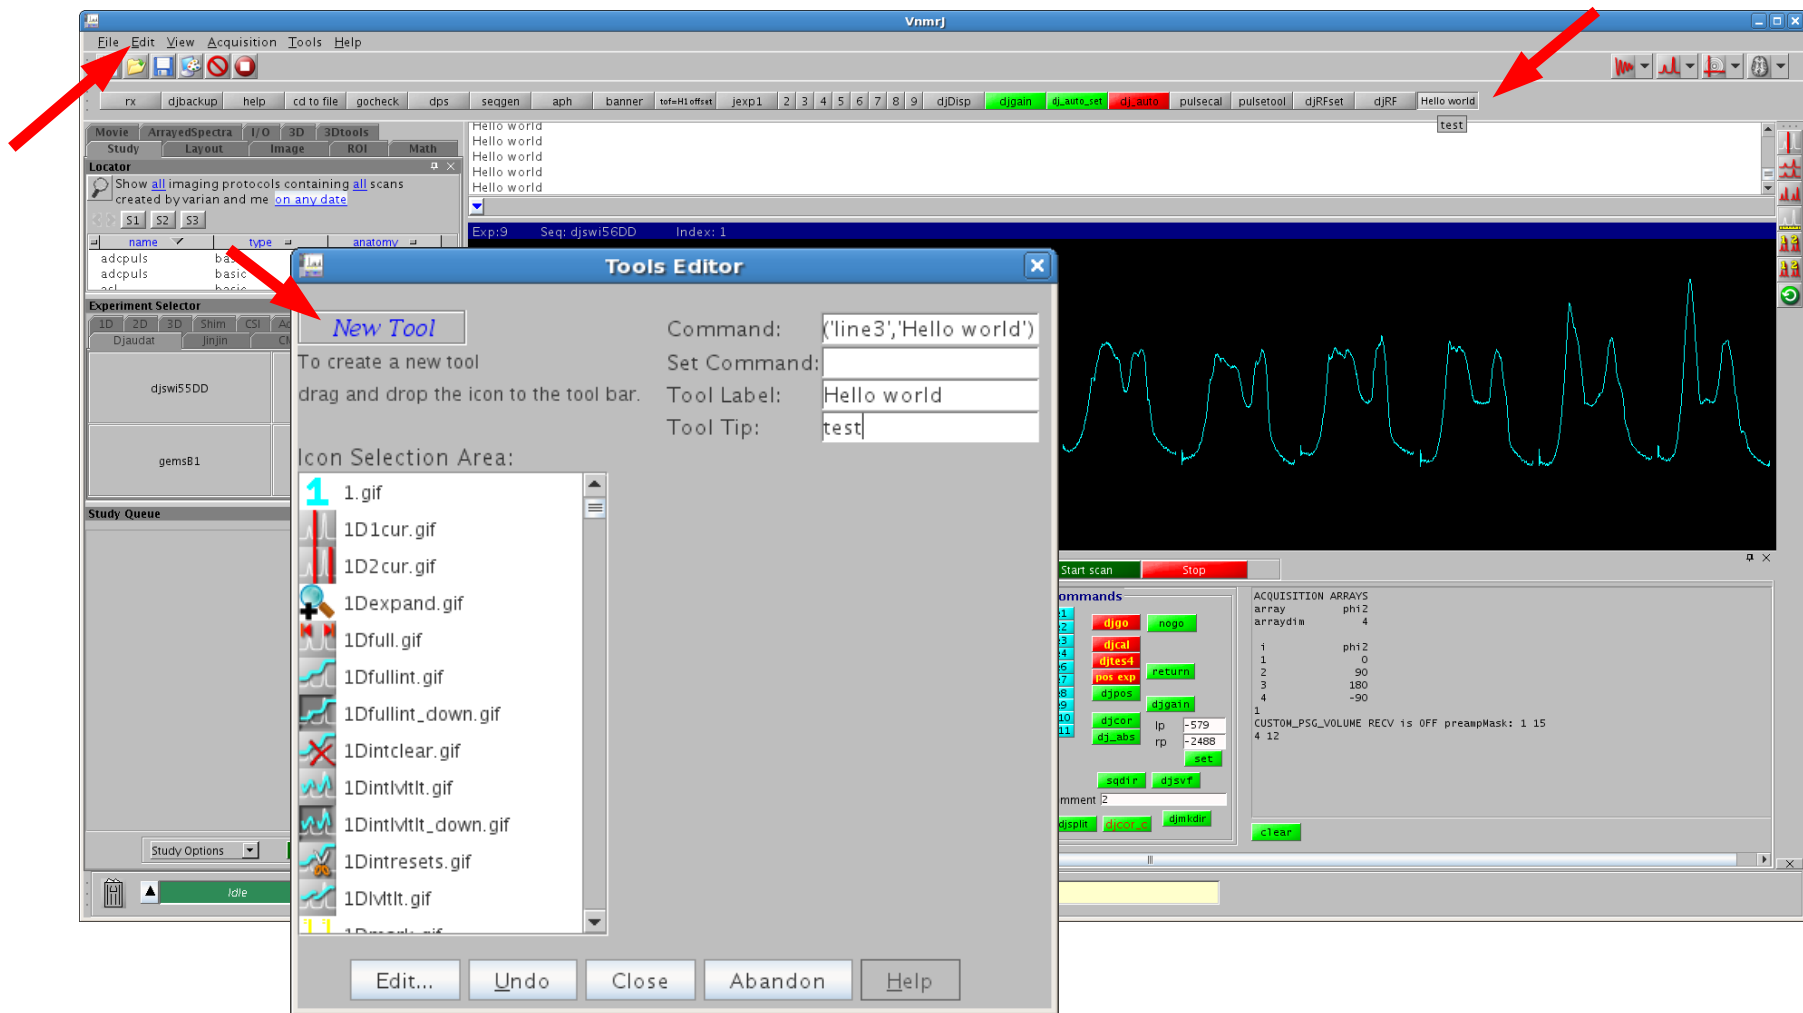 VnmrJ
File Edit View Acquisition Tools Help
rx djbackup help cd to file gocheck dps seqgen aph banner tof=H1offset jexp1 2 3 4 5 6 7 8 9 djDisp djgain dj_auto_set dj_auto pulsecal pulsetool djRFset djRF Hello world
test
Movie ArrayedSpectra I/O 3D 3Dtools
Study Layout Image ROI Math
Locator
Show all imaging protocols containing all scans
created by varian and me on any date
S1 S2 S3
name type anatomy
adcpuls
adcpuls basic
Hello world
Hello world
Hello world
Hello world
Hello world
Exp:9 Seq: djswi56DD Index: 1
Experiment Selector
1D 2D 3D Shim CSI
Djaudat Jinjin
djswi55DD
gemsB1
Study Queue
Study Options
Idle
Tools Editor
New Tool
To create a new tool
drag and drop the icon to the tool bar.
Command: ('line3','Hello world')
Set Command:
Tool Label: Hello world
Tool Tip: test
Icon Selection Area:
1.gif
1D1cur.gif
1D2cur.gif
1Dexpand.gif
1Dfull.gif
1Dfullint.gif
1Dfullint_down.gif
1Dintclear.gif
1DintlvItlt.gif
1DintlvItlt_down.gif
1Dintresets.gif
1DlvItlt.gif
Edit... Undo Close Abandon Help
Start scan Stop
ommands
djgo nogo
djcal
djtes4
pos exp return
djpos
djgain
djcor lp -579
dj_abs rp -2488
set
sqdir djsvf
mment 2
djsplit djcor_c djmkdir
ACQUISITION ARRAYS
array phi2
arraydim 4
i phi2
1 0
2 90
3 180
4 -90
1
CUSTOM_PSG_VOLUME RECV is OFF preampMask: 1 15
4 12
clear